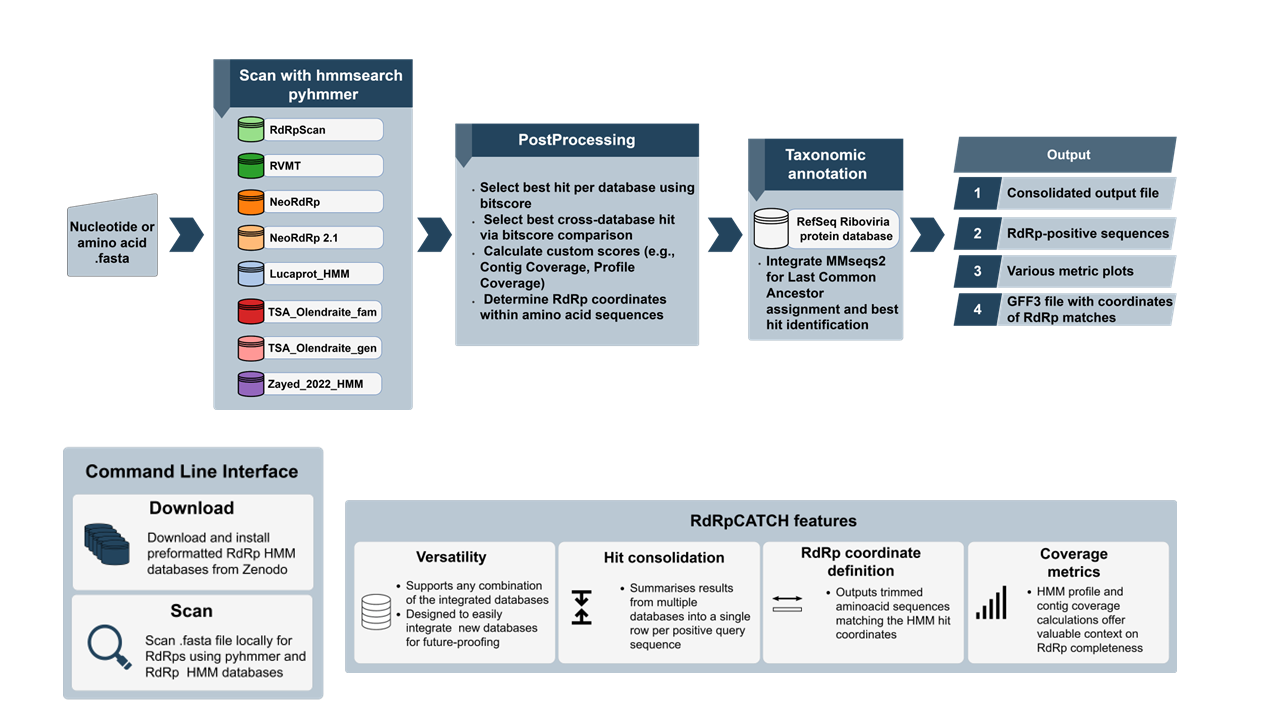 Nucleotide or
amino acid
.fasta
Scan with hmmsearch
pyhmmer
RdRpScan
RVMT
NeoRdRp
NeoRdRp 2.1
Lucaprot_HMM
TSA_Olendraite_fam
TSA_Olendraite_gen
Zayed_2022_HMM
PostProcessing
. Select best hit per database using
bitscore
. Select best cross-database hit
via bitscore comparison
. Calculate custom scores (e.g.,
Contig Coverage, Profile
Coverage)
. Determine RdRp coordinates
within amino acid sequences
Taxonomic
annotation
RefSeq Riboviria
protein database
. Integrate MMseqs2
for Last Common
Ancestor
assignment and best
hit identification
Output
1 Consolidated output file
2 RdRp-positive sequences
3 Various metric plots
4 GFF3 file with coordinates
of RdRp matches
Command Line Interface
Download
Download and install
preformatted RdRp HMM
databases from Zenodo
Scan
Scan .fasta file locally for
RdRps using pyhmmer and
RdRp HMM databases
RdRpCATCH features
Versatility
• Supports any combination
of the integrated databases
• Designed to easily
integrate new databases
for future-proofing
Hit consolidation
• Summarises results
from multiple
databases into a single
row per positive query
sequence
RdRp coordinate
definition
• Outputs trimmed
aminoacid sequences
matching the HMM hit
coordinates
Coverage
metrics
• HMM profile and
contig coverage
calculations offer
valuable context on
RdRp completeness